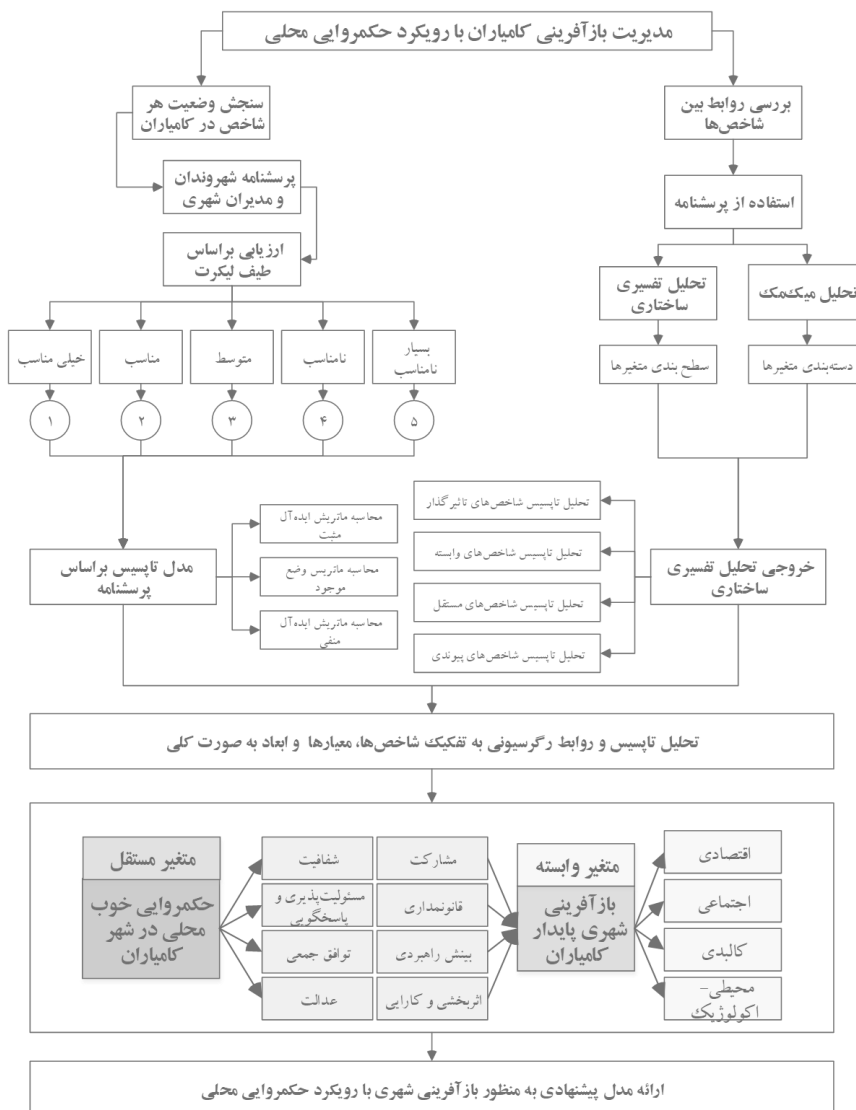 مدیریت بازآفرینی کامیاران با رویکرد حکمروایی محلی
بررسی روابط بین
شاخص‌ها
استفاده از پرسشنامه
تحلیل میک‌مک
تحلیل تفسیری
ساختاری
دسته‌بندی متغیرها
سطح بندی متغیرها
خروجی تحلیل تفسیری
ساختاری
تحلیل تاپسیس شاخص‌های تاثیرگذار
تحلیل تاپسیس شاخص‌های وابسته
تحلیل تاپسیس شاخص‌های مستقل
تحلیل تاپسیس شاخص‌های پیوندی
سنجش وضعیت هر
شاخص در کامیاران
پرسشنامه شهروندان
و مدیران شهری
ارزیابی براساس
طیف لیکرت
بسیار
نامناسب
نامناسب
متوسط
مناسب
خیلی مناسب
۵
۴
۳
۲
۱
مدل تاپسیس براساس
پرسشنامه
محاسبه ماتریش ایده‌آل
مثبت
محاسبه ماتریس وضع
موجود
محاسبه ماتریش ایده‌آل
منفی
تحلیل تاپسیس و روابط رگرسیونی به تفکیک شاخص‌ها، معیارها و ابعاد به صورت کلی
اقتصادی
اجتماعی
کالبدی
محیطی-
اکولوژیک
متغیر وابسته
بازآفرینی
شهری پایدار
کامیاران
مشارکت
قانونمداری
بینش راهبردی
اثربخشی و کارایی
شفافیت
مسئولیت‌پذیری و
پاسخگویی
توافق جمعی
عدالت
متغیر مستقل
حکمروایی خوب
محلی در شهر
کامیاران
ارائه مدل پیشنهادی به منظور بازآفرینی شهری با رویکرد حکمروایی محلی